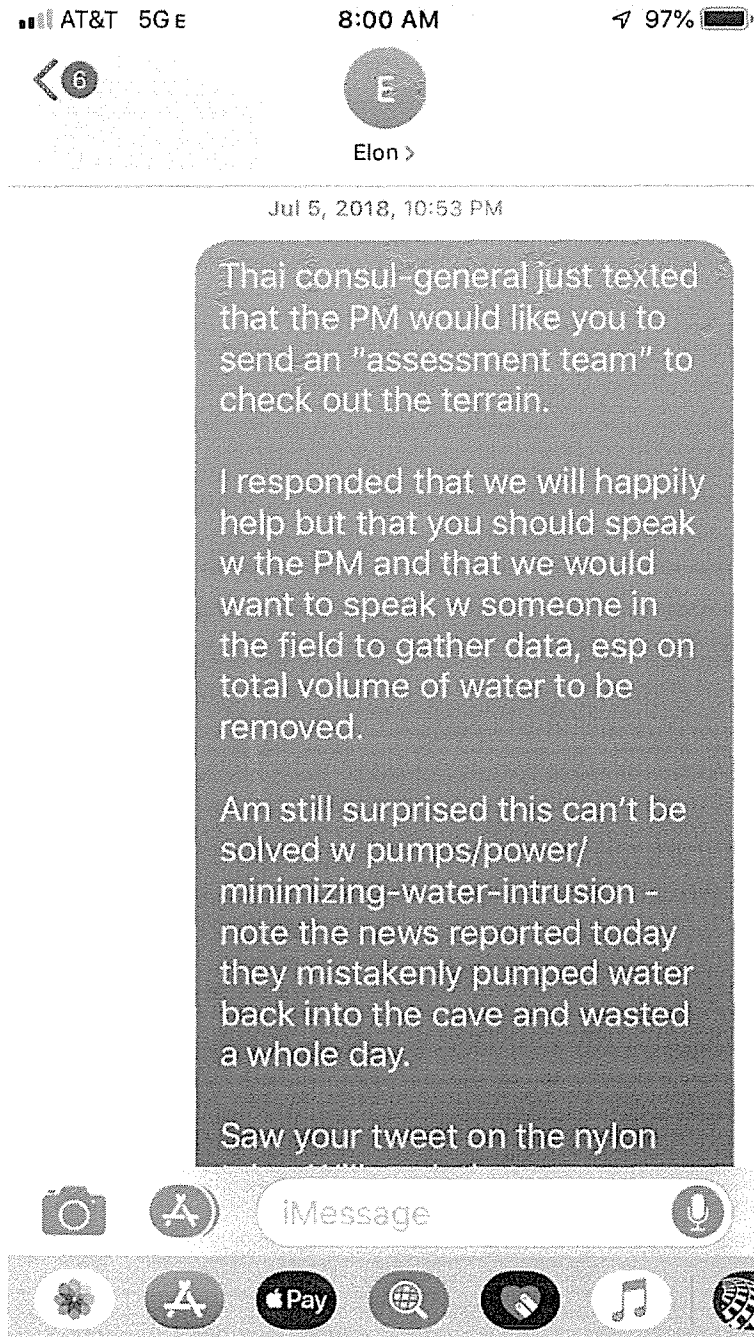 AT&T 5GE 8:00 AM 97%
6
E
Elon >
Jul 5, 2018, 10:53 PM
Thai consul-general just texted
that the PM would like you to
send an "assessment team" to
check out the terrain.
I responded that we will happily
help but that you should speak
w the PM and that we would
want to speak w someone in
the field to gather data, esp on
total volume of water to be
removed.
Am still surprised this can't be
solved w pumps/power/
minimizing-water-intrusion -
note the news reported today
they mistakenly pumped water
back into the cave and wasted
a whole day.
Saw your tweet on the nylon
iMessage
Pay